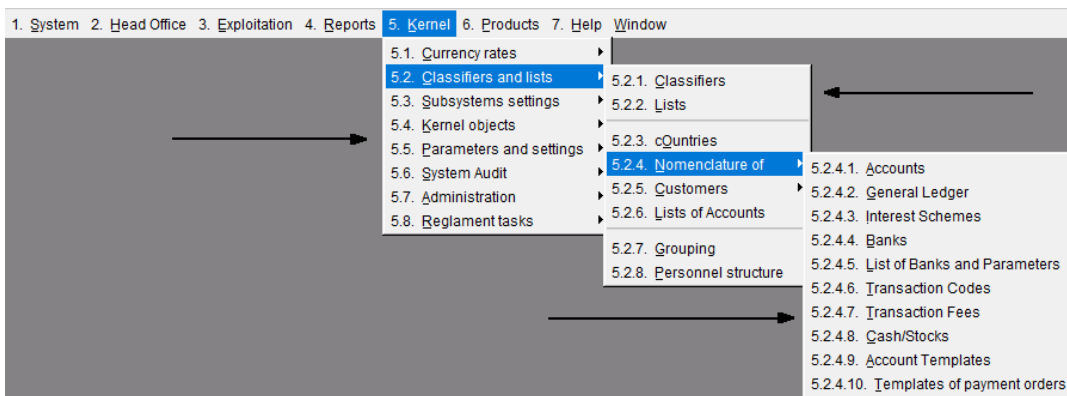 1. System 2. Head Office 3. Exploitation 4. Reports 5. Kernel 6. Products 7. Help Window
5.1. Currency rates
5.2. Classifiers and lists
5.3. Subsystems settings
5.4. Kernel objects
5.5. Parameters and settings
5.6. System Audit
5.7. Administration
5.8. Reglament tasks
5.2.1. Classifiers
5.2.2. Lists
5.2.3. cOuntries
5.2.4. Nomenclature of
5.2.5. Customers
5.2.6. Lists of Accounts
5.2.7. Grouping
5.2.8. Personnel structure
5.2.4.1. Accounts
5.2.4.2. General Ledger
5.2.4.3. Interest Schemes
5.2.4.4. Banks
5.2.4.5. List of Banks and Parameters
5.2.4.6. Transaction Codes
5.2.4.7. Transaction Fees
5.2.4.8. Cash/Stocks
5.2.4.9. Account Templates
5.2.4.10. Templates of payment orders